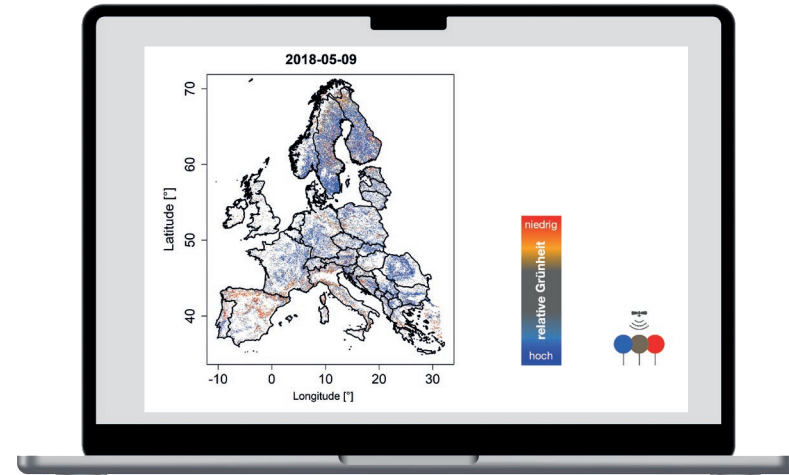 2018-05-09
Latitude [°]
70
60
50
40
-10 0 10 20 30
Longitude [°]
niedrig
relative Grünheit
hoch